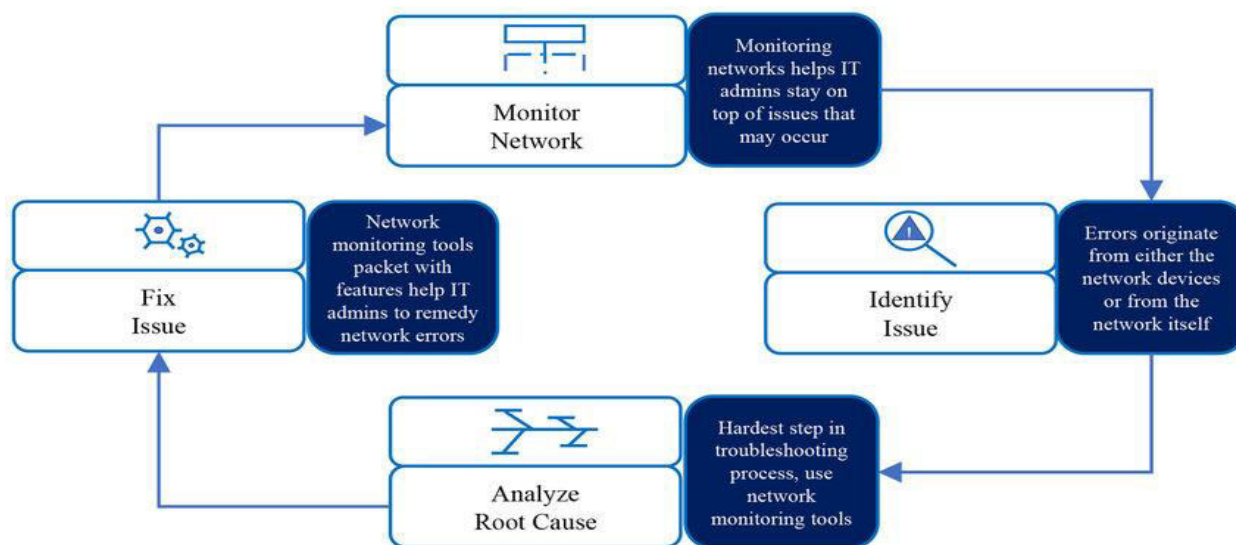 Monitor
Network
Monitoring
networks helps IT
admins stay on
top of issues that
may occur
Identify
Issue
Errors originate
from either the
network devices
or from the
network itself
Analyze
Root Cause
Hardest step in
troubleshooting
process, use
network
monitoring tools
Fix
Issue
Network
monitoring tools
packet with
features help IT
admins to remedy
network errors